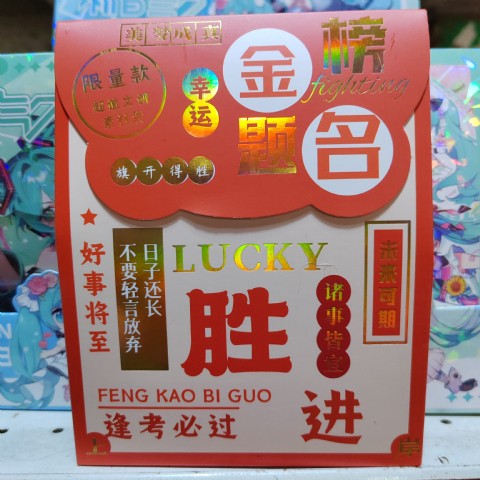 美梦成真
限量款
幸运
金榜
fighting
题名
旗开得胜
LUCKY
好事将至
日子还长
不要轻言放弃
胜
诸事皆宜
未来可期
FENG KAO BI GUO
逢考必过
进
上岸